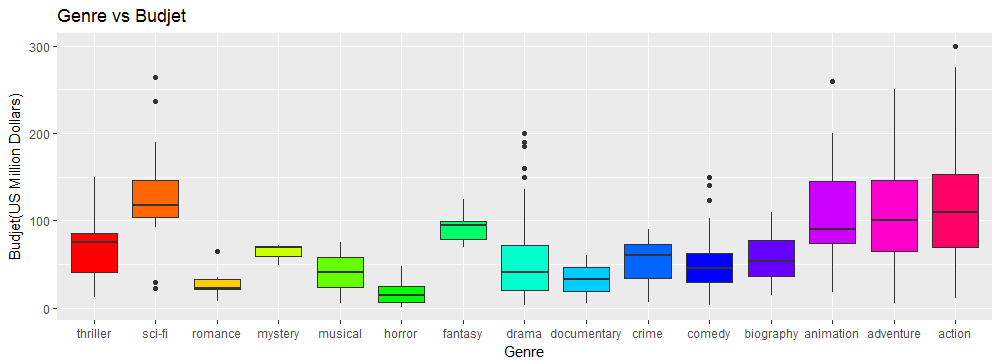 Genre vs Budjet
Budjet(US Million Dollars)
300
200
100
0
thriller sci-fi romance mystery musical horror fantasy drama documentary crime comedy biography animation adventure action
Genre